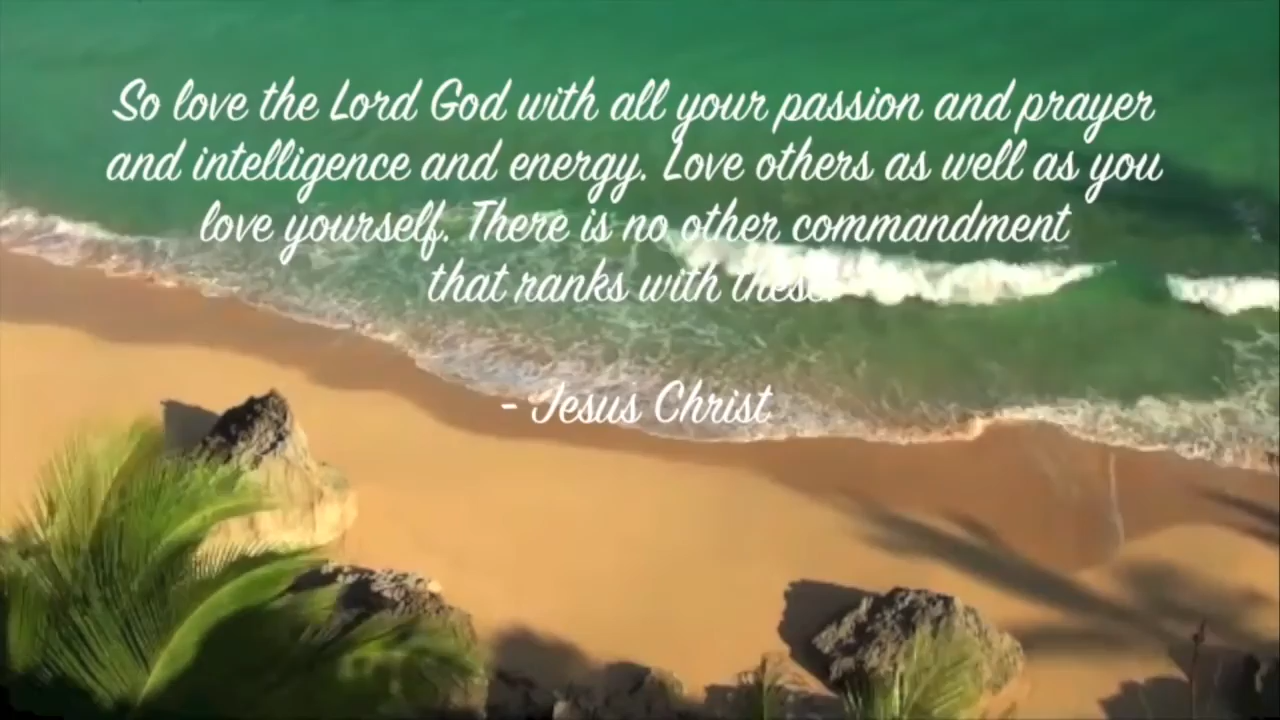 So love the Lord God with all your passion and prayer
and intelligence and energy. Love others as well as you
love yourself. There is no other commandment
that ranks with these.
- Jesus Christ